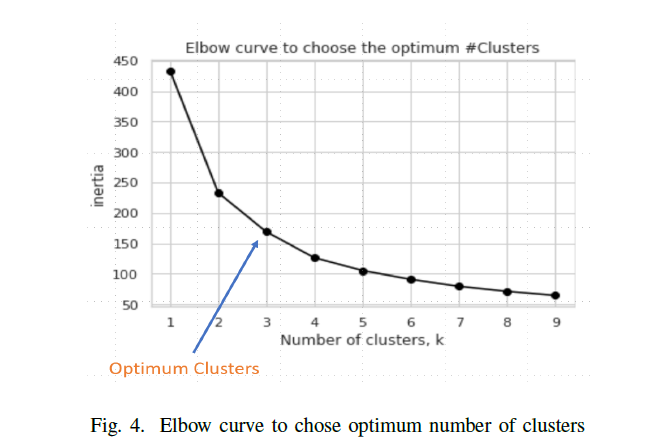 Elbow curve to choose the optimum #Clusters
450
400
350
300
250
200
150
100
50
inertia
1 2 3 4 5 6 7 8 9
Number of clusters, k
Optimum Clusters
Fig. 4. Elbow curve to chose optimum number of clusters